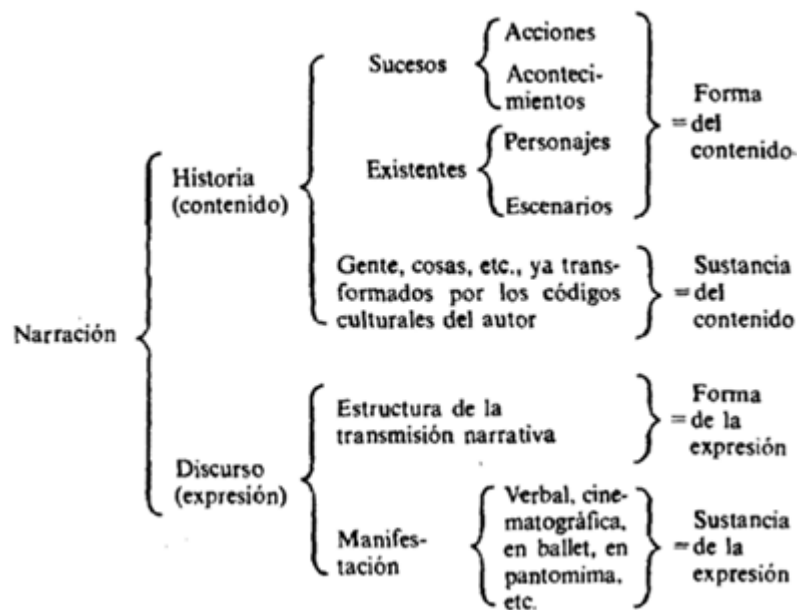 Narración
Historia
(contenido)
Sucesos
Acciones
Aconteci-
mientos
Existentes
Personajes
Escenarios
= Forma
del
contenido
Gente, cosas, etc., ya trans-
formados por los códigos
culturales del autor
= Sustancia
del
contenido
Discurso
(expresión)
Estructura de la
transmisión narrativa
= Forma
de la
expresión
Manifes-
tación
Verbal, cine-
matográfica,
en ballet, en
pantomima,
etc.
= Sustancia
de la
expresión